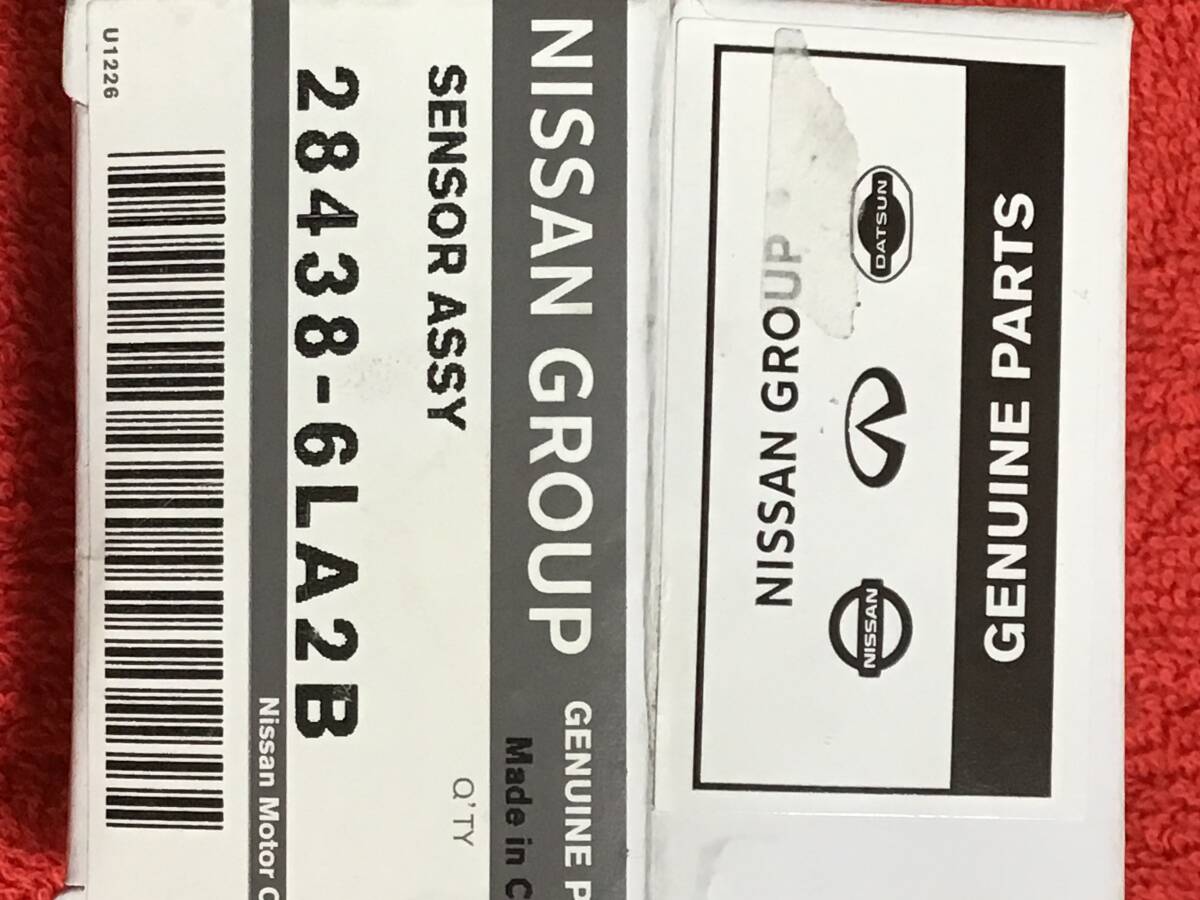 GENUINE PARTS
NISSAN
DATSUN
NISSAN GROUP
NISSAN GROUP GENUINE P
Made in C
SENSOR ASSY Q'TY
28438-6LA2B
Nissan Motor C
U1226